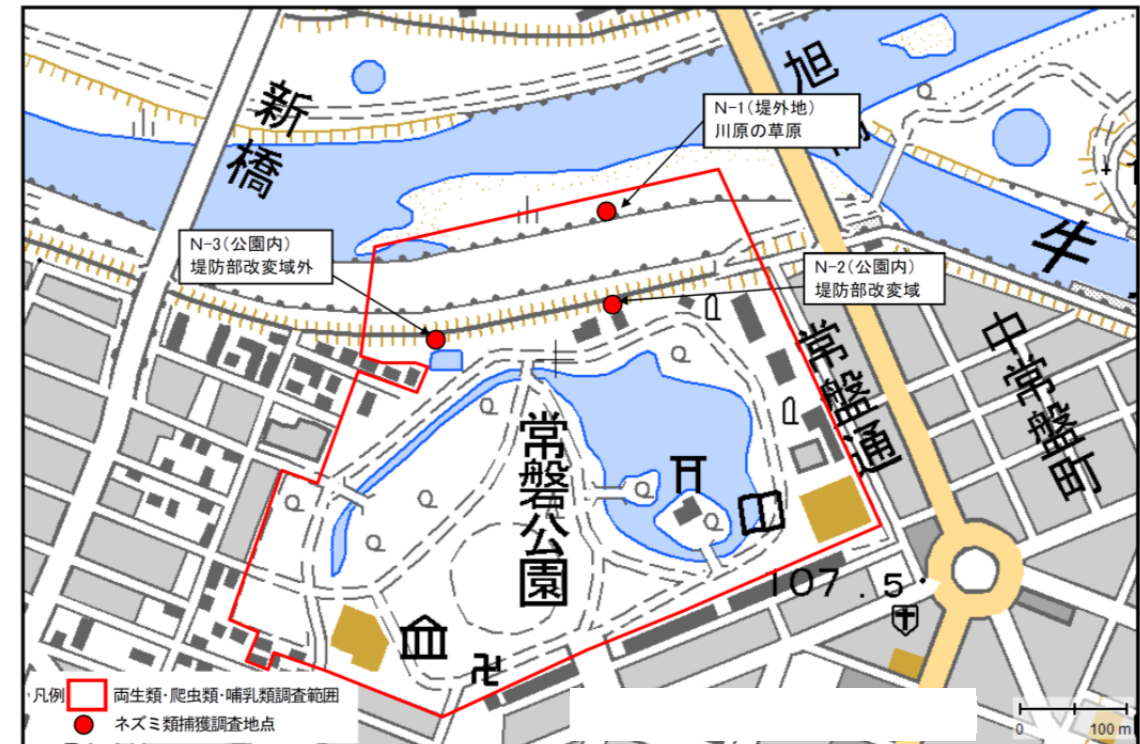 新橋
旭
N-1(堤外地)
川原の草原
牛
N-3(公園内)
堤防部改変域外
N-2(公園内)
堤防部改変域
常盤通
中常盤町
常磐公園
107.5
凡例
両生類・爬虫類・哺乳類調査範囲
ネズミ類捕獲調査地点
0
100 m